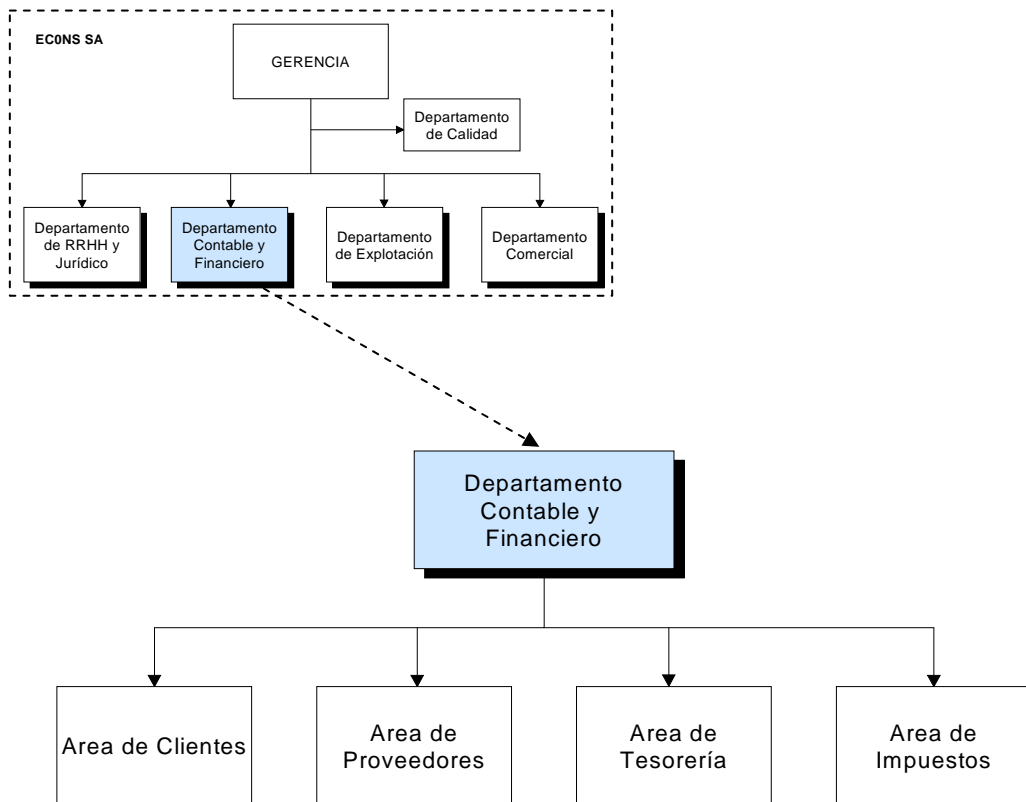 EC0NS SA
GERENCIA
Departamento
de Calidad
Departamento
de RRHH y
Jurídico
Departamento
Contable y
Financiero
Departamento
de Explotación
Departamento
Comercial
Departamento
Contable y
Financiero
Area de Clientes
Area de
Proveedores
Area de
Tesorería
Area de
Impuestos